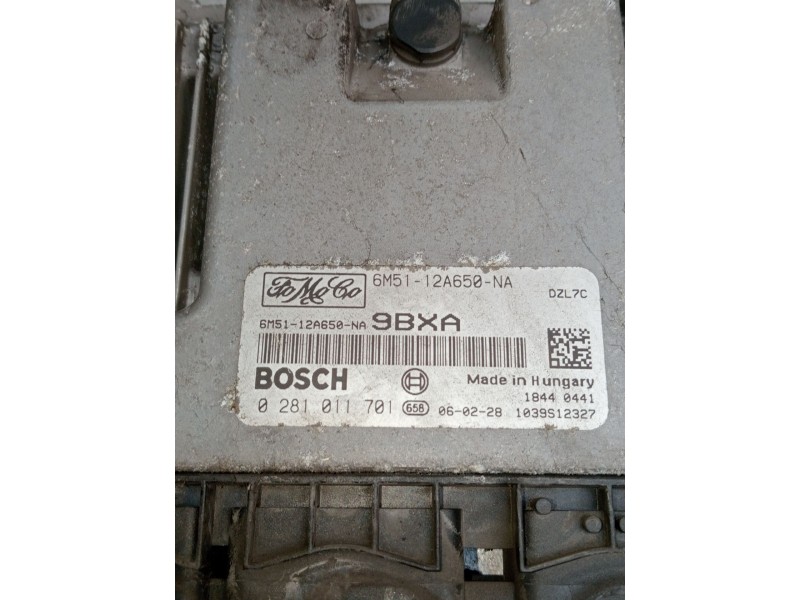 FoMoCo 6M51-12A650-NA
DZL7C
6M51-12A650-NA 9BXA
BOSCH Made in Hungary
1844 0441
0 281 011 701 65B 06-02-28 1039S12327